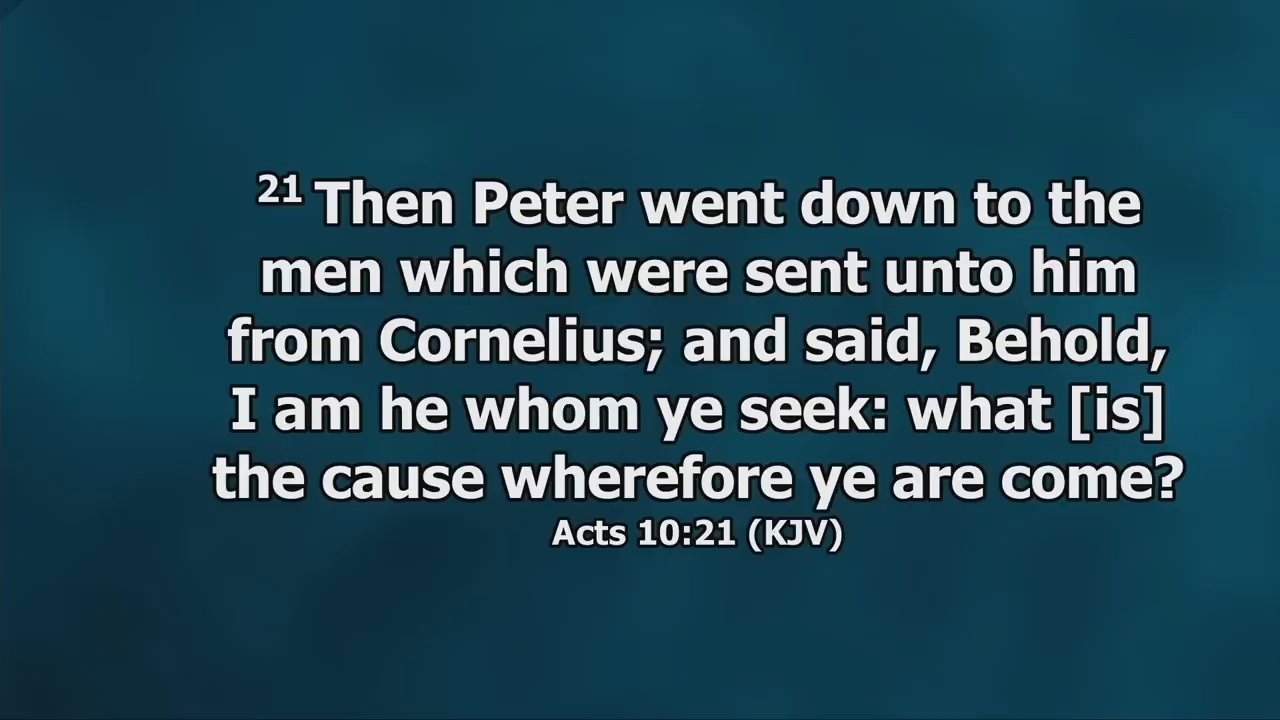 21 Then Peter went down to the
men which were sent unto him
from Cornelius; and said, Behold,
I am he whom ye seek: what [is]
the cause wherefore ye are come?
Acts 10:21 (KJV)